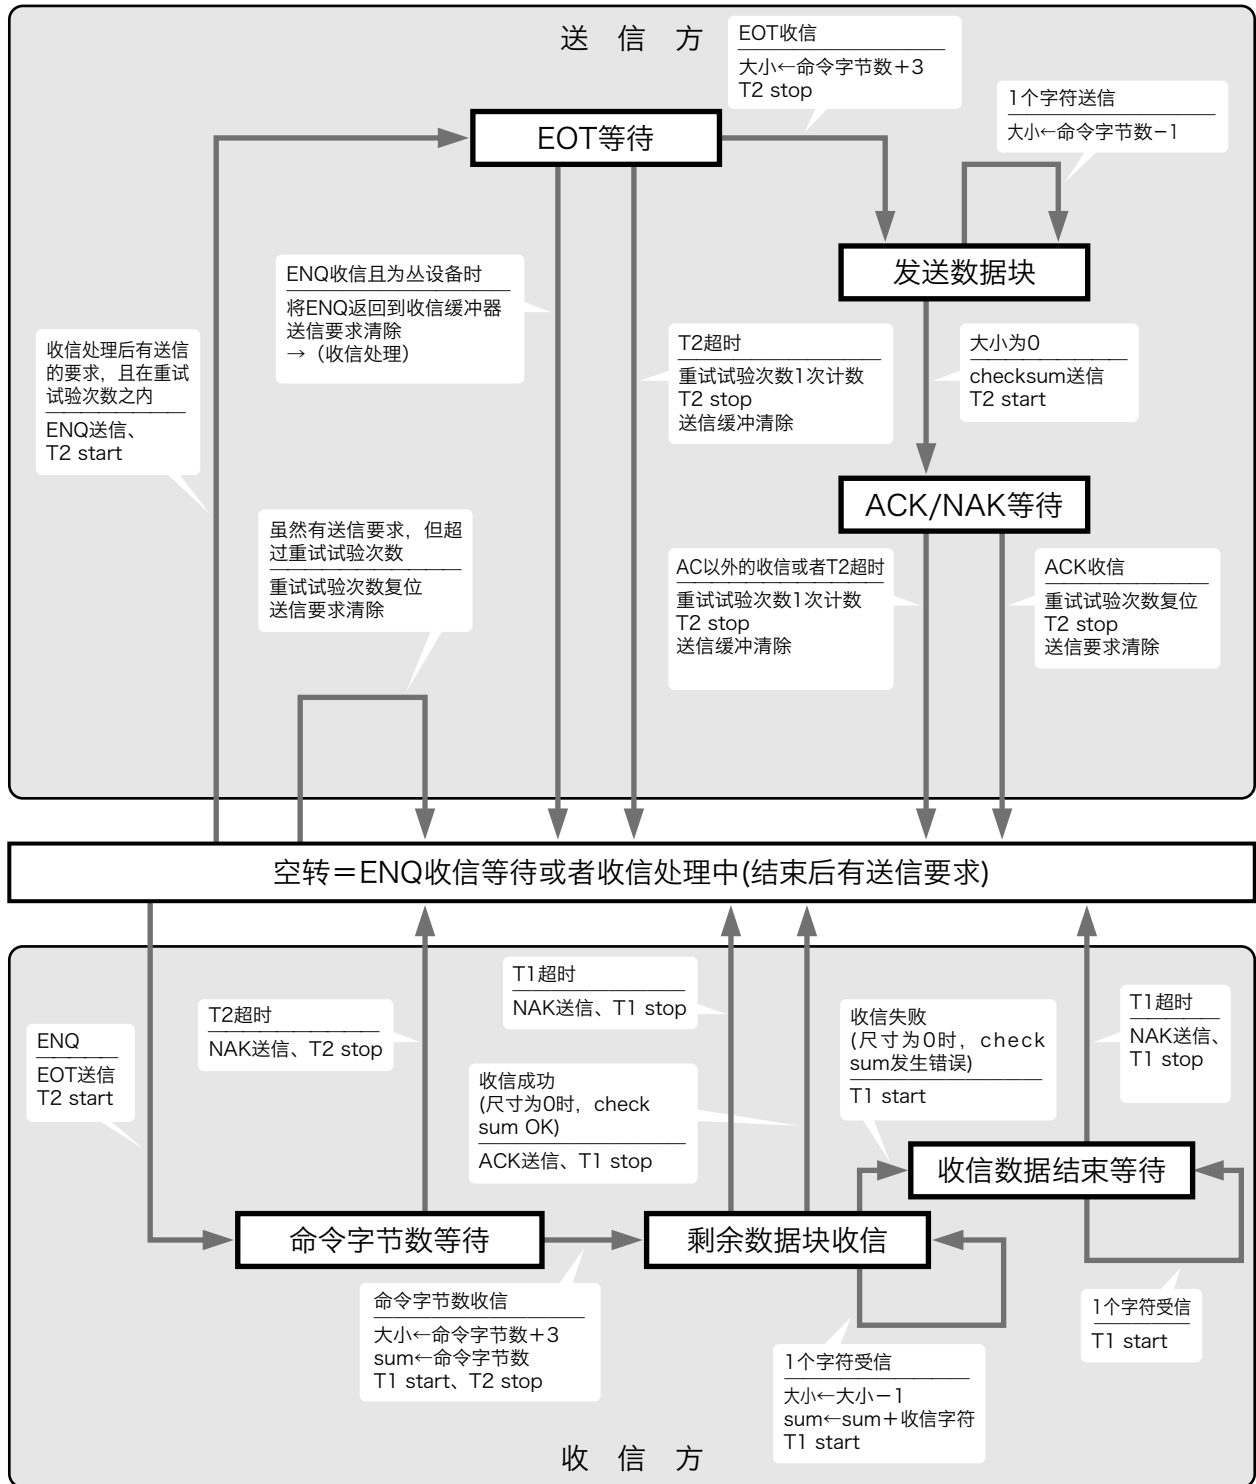 送 信 方
EOT收信
大小←命令字节数＋3
T2 stop
1个字符送信
大小←命令字节数－1
EOT等待
发送数据块
ENQ收信且为丛设备时
将ENQ返回到收信缓冲器
送信要求清除
→（收信处理）
收信处理后有送信
的要求，且在重试
试验次数之内
ENQ送信、
T2 start
T2超时
重试试验次数1次计数
T2 stop
送信缓冲清除
大小为0
checksum送信
T2 start
ACK/NAK等待
虽然有送信要求，但超
过重试试验次数
重试试验次数复位
送信要求清除
AC以外的收信或者T2超时
重试试验次数1次计数
T2 stop
送信缓冲清除
ACK收信
重试试验次数复位
T2 stop
送信要求清除
空转＝ENQ收信等待或者收信处理中(结束后有送信要求)
ENQ
EOT送信
T2 start
T2超时
NAK送信、T2 stop
T1超时
NAK送信、T1 stop
收信成功
(尺寸为0时，check
sum OK)
ACK送信、T1 stop
收信失败
(尺寸为0时，check
sum发生错误)
T1 start
T1超时
NAK送信、
T1 stop
收信数据结束等待
命令字节数等待
剩余数据块收信
命令字节数收信
大小←命令字节数＋3
sum←命令字节数
T1 start、T2 stop
1个字符受信
大小←大小－1
sum←sum＋收信字符
T1 start
1个字符受信
T1 start
收 信 方